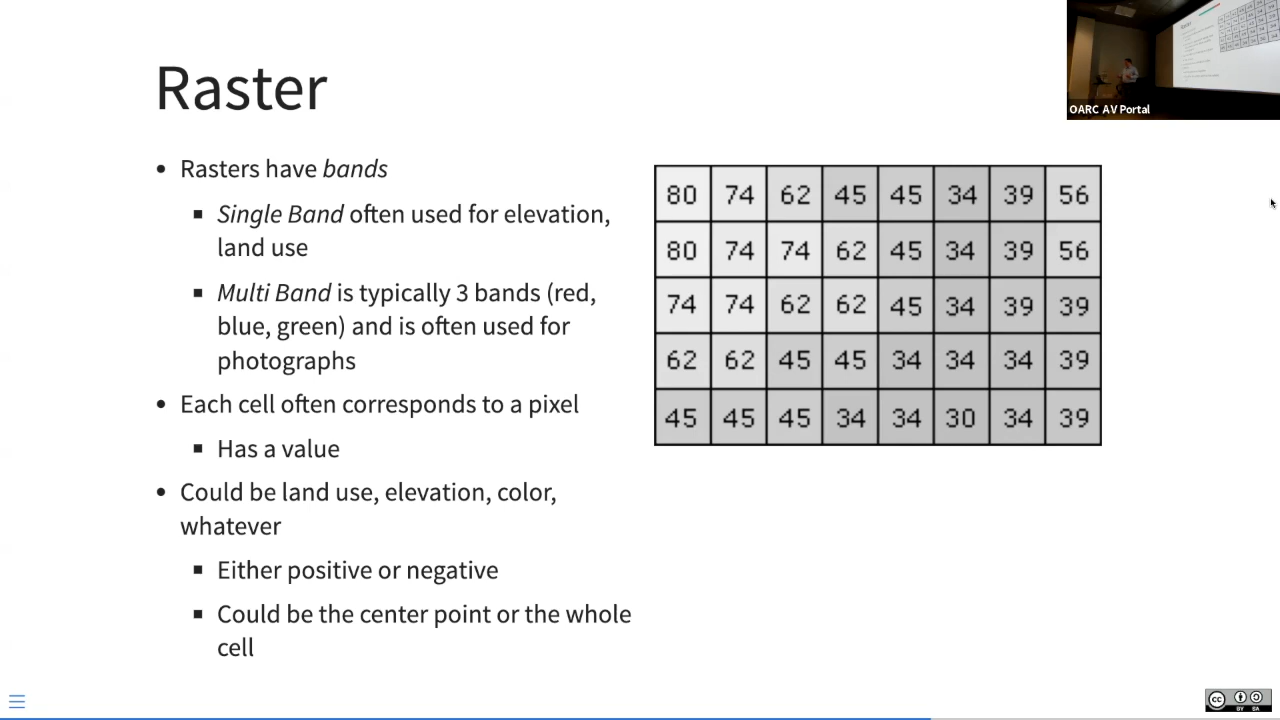 OARC AV Portal
Raster
• Rasters have bands
▪ Single Band often used for elevation,
land use
▪ Multi Band is typically 3 bands (red,
blue, green) and is often used for
photographs
• Each cell often corresponds to a pixel
▪ Has a value
• Could be land use, elevation, color,
whatever
▪ Either positive or negative
▪ Could be the center point or the whole
cell
80 74 62 45 45 34 39 56
80 74 74 62 45 34 39 56
74 74 62 62 45 34 39 39
62 62 45 45 34 34 34 39
45 45 45 34 34 30 34 39
cc BY SA